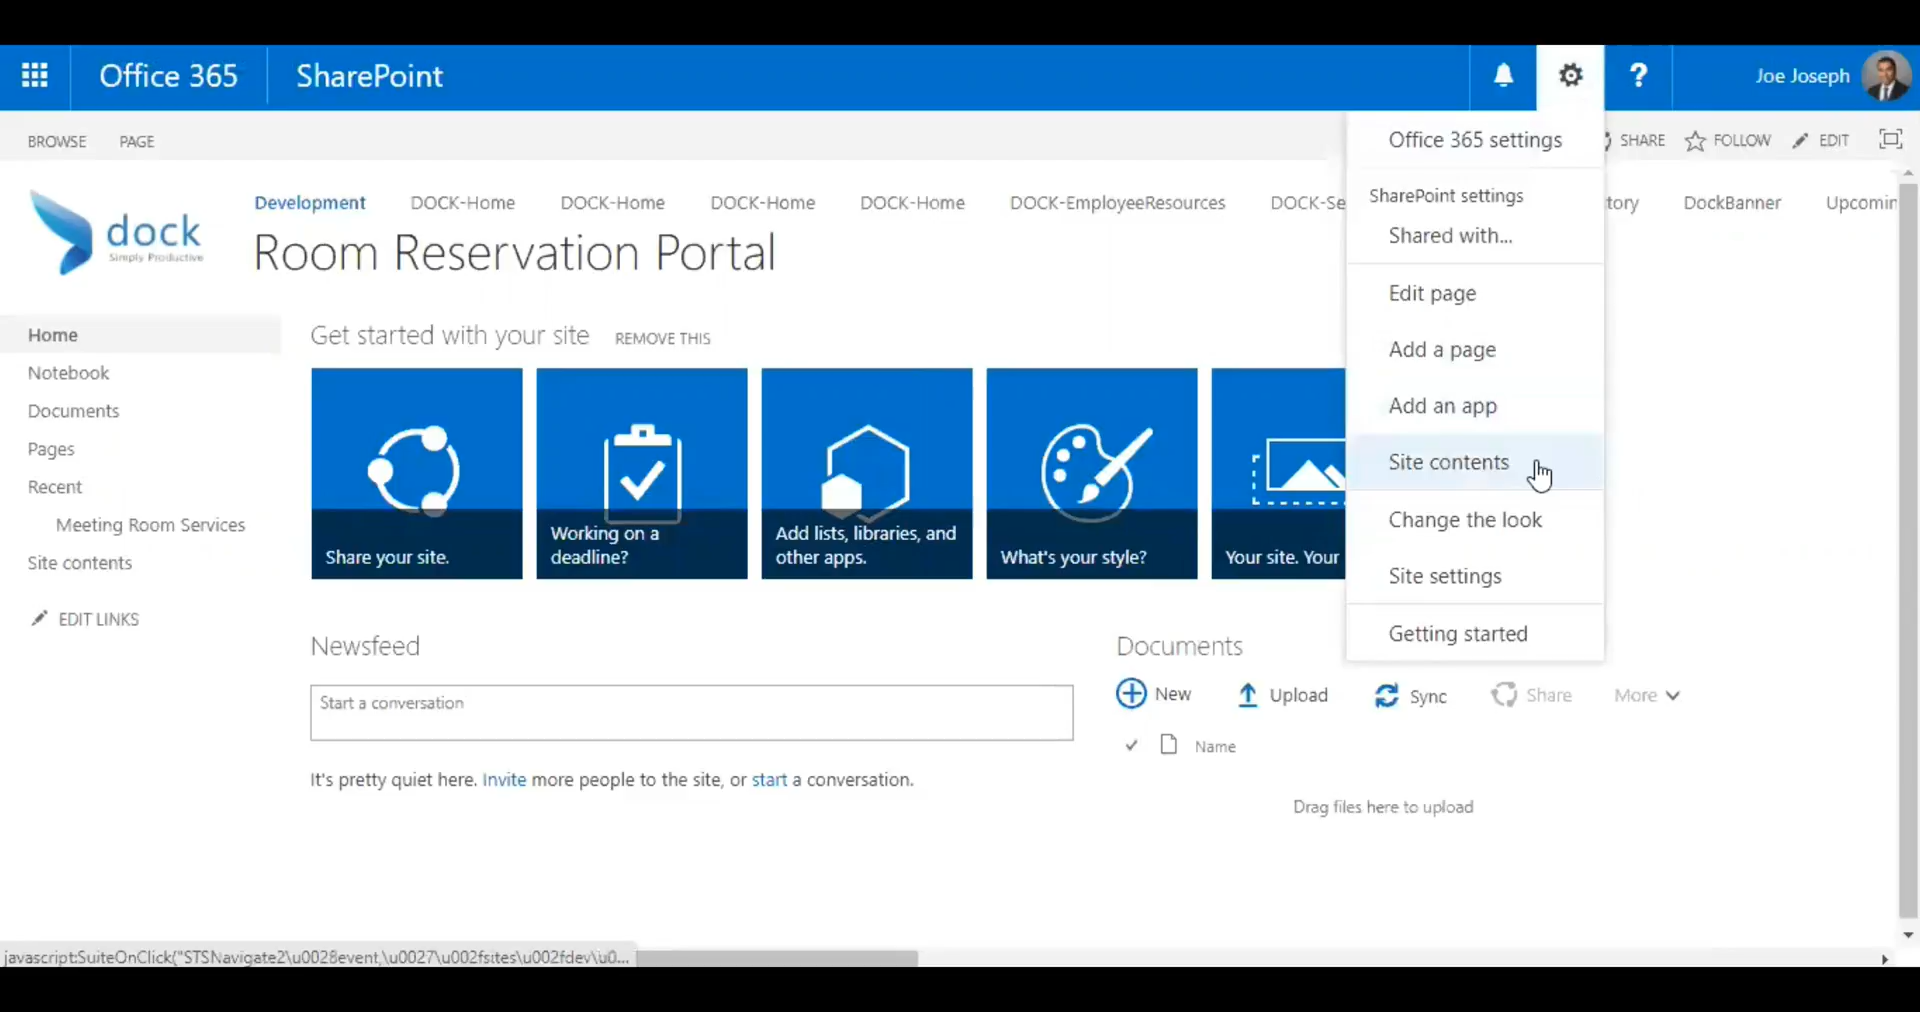 Office 365
SharePoint
?
Joe Joseph
BROWSE
PAGE
Office 365 settings
SHARE
FOLLOW
EDIT
dock
Simply Productive
Development
DOCK-Home
DOCK-Home
DOCK-Home
DOCK-Home
DOCK-EmployeeResources
DOCK-Se
tory
DockBanner
Upcomin
Room Reservation Portal
SharePoint settings
Shared with...
Edit page
Add a page
Add an app
Site contents
Change the look
Site settings
Getting started
Home
Notebook
Documents
Pages
Recent
Meeting Room Services
Site contents
EDIT LINKS
Get started with your site
REMOVE THIS
Share your site.
Working on a
deadline?
Add lists, libraries, and
other apps.
What's your style?
Your site. Your
Newsfeed
Start a conversation
It's pretty quiet here. Invite more people to the site, or start a conversation.
Documents
New
Upload
Sync
Share
More
Name
Drag files here to upload
javascript:SuiteOnClick("STSNavigate2\u0028event,\u0027\u002fsites\u002fdev\u0...